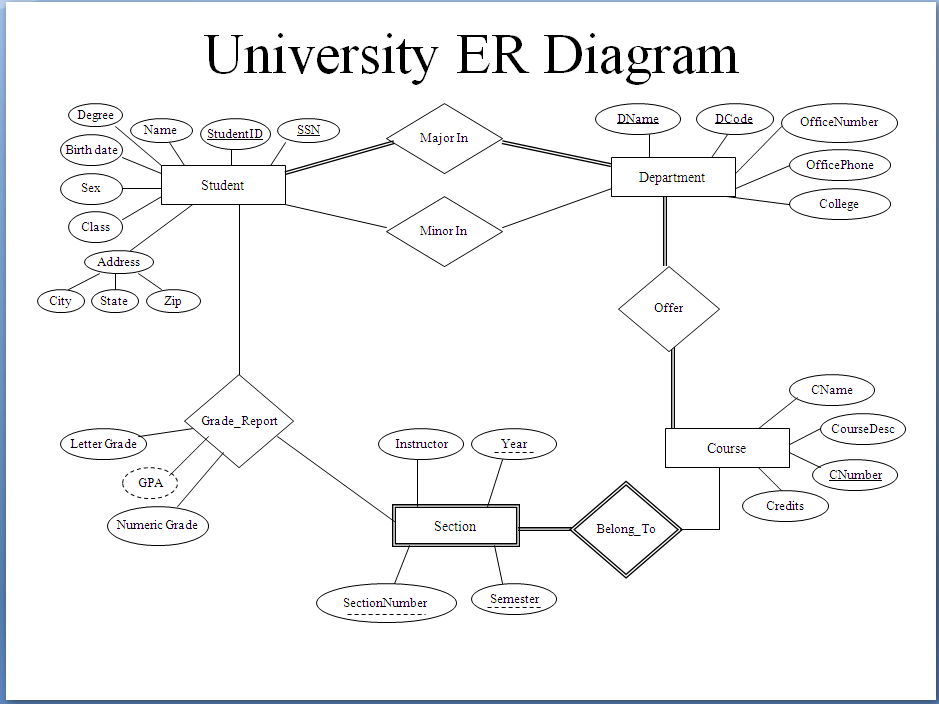 University ER Diagram
Degree
Name
StudentID
SSN
Major In
DName
DCode
OfficeNumber
Birth date
Student
Department
OfficePhone
Sex
College
Class
Minor In
Address
City
State
Zip
Offer
CName
Grade_Report
CourseDesc
Letter Grade
Instructor
Year
Course
CNumber
GPA
Credits
Numeric Grade
Section
Belong_To
SectionNumber
Semester